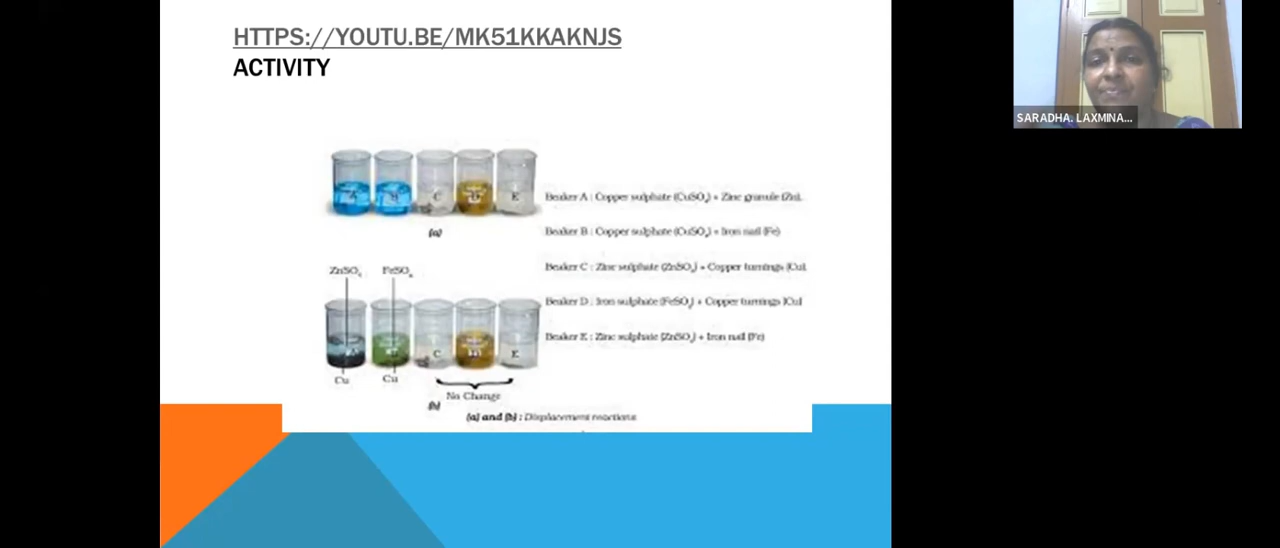 HTTPS://YOUTU.BE/MK51KKAKNJS
ACTIVITY
SARADHA. LAXMINA...
A B C D E
(a)
Beaker A : Copper sulphate (CuSO₄) + Zinc granule (Zn).
Beaker B : Copper sulphate (CuSO₄) + Iron nail (Fe)
Beaker C : Zinc sulphate (ZnSO₄) + Copper turnings (Cu)
Beaker D : Iron sulphate (FeSO₄) + Copper turnings (Cu)
Beaker E : Zinc sulphate (ZnSO₄) + Iron nail (Fe)
ZnSO₄ FeSO₄
C E
Cu Cu
No Change
(b)
(a) and (b) : Displacement reactions